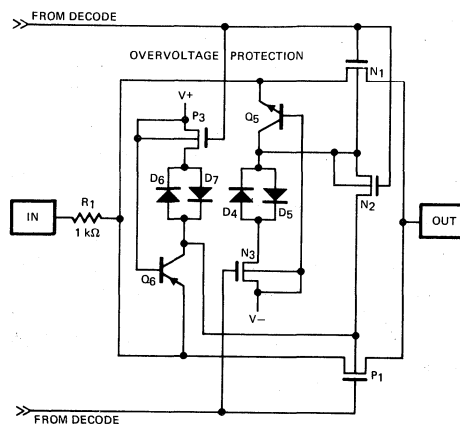 FROM DECODE
OVERVOLTAGE PROTECTION
N1
V+
P3
Q5
D6
D7
D4
D5
N2
IN
R1
1 kΩ
OUT
N3
Q6
V−
P1
FROM DECODE